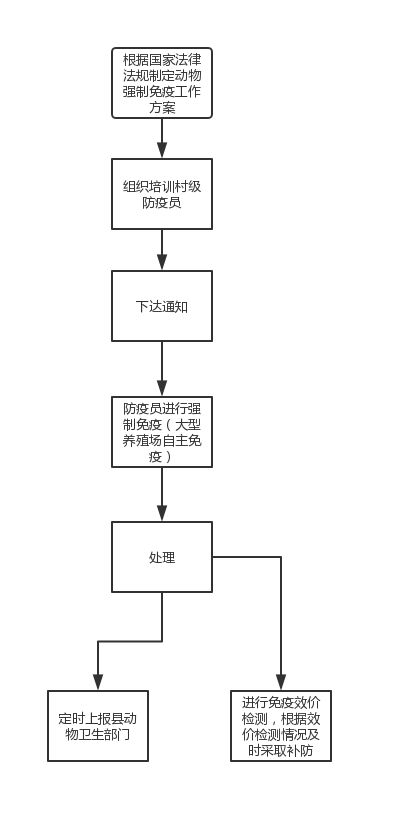 根据国家法律
法规制定动物
强制免疫工作
方案
组织培训村级
防疫员
下达通知
防疫员进行强
制免疫（大型
养殖场自主免
疫）
处理
定时上报县动
物卫生部门
进行免疫效价
检测，根据效
价检测情况及
时采取补防